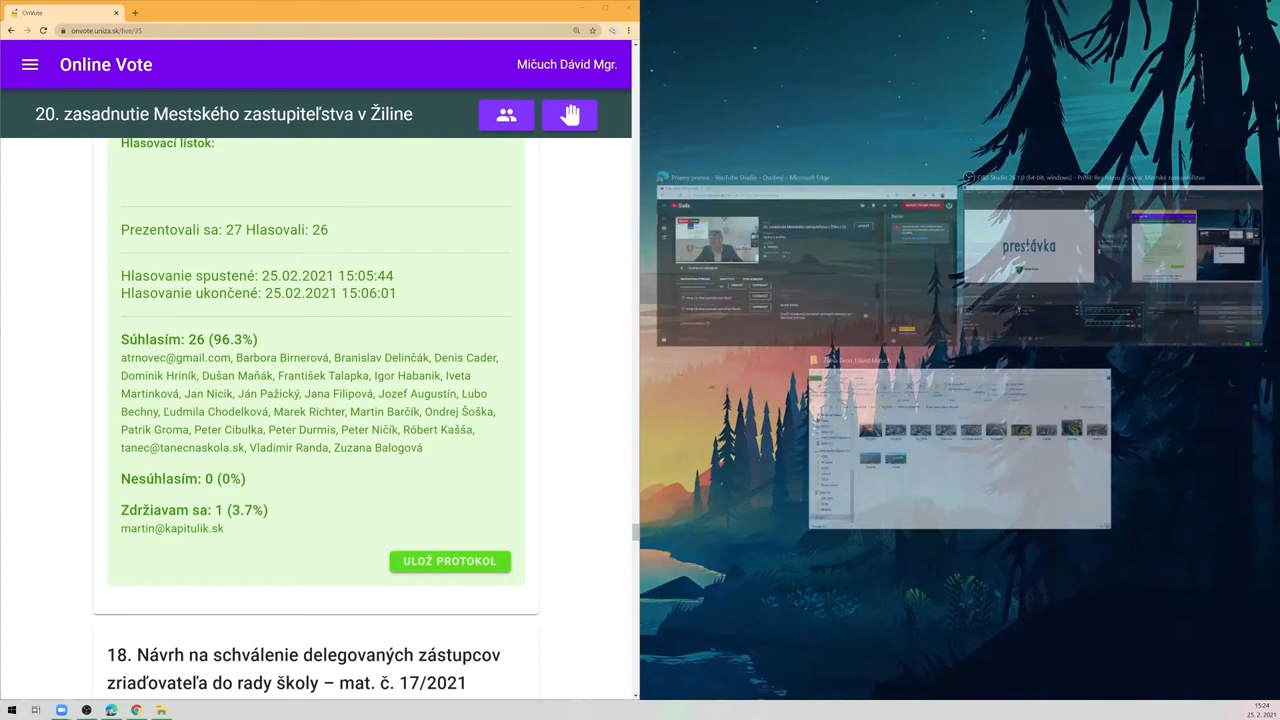 OnVote
onvote.uniza.sk/live/35
Online Vote
Mičuch Dávid Mgr.
20. zasadnutie Mestského zastupiteľstva v Žiline
Hlasovací lístok:
Prezentovali sa: 27 Hlasovali: 26
Hlasovanie spustené: 25.02.2021 15:05:44
Hlasovanie ukončené: 25.02.2021 15:06:01
Súhlasím: 26 (96.3%)
atrnovec@gmail.com, Barbora Birnerová, Branislav Delinčák, Denis Cader,
Dominik Hriník, Dušan Maňák, František Talapka, Igor Habanik, Iveta
Martinková, Jan Nicik, Ján Pažický, Jana Filipová, Jozef Augustín, Lubo
Bechny, Ľudmila Chodelková, Marek Richter, Martin Barčík, Ondrej Šoška,
Patrik Groma, Peter Cibulka, Peter Durmis, Peter Ničík, Róbert Kašša,
tanec@tanecnaskola.sk, Vladimir Randa, Zuzana Balogová
Nesúhlasím: 0 (0%)
Zdržiavam sa: 1 (3.7%)
martin@kapitulik.sk
ULOŽ PROTOKOL
18. Návrh na schválenie delegovaných zástupcov
zriaďovateľa do rady školy – mat. č. 17/2021
YouTube Studio – Osobný – Microsoft Edge
Studio
prestávka
15:24
25. 2. 2021